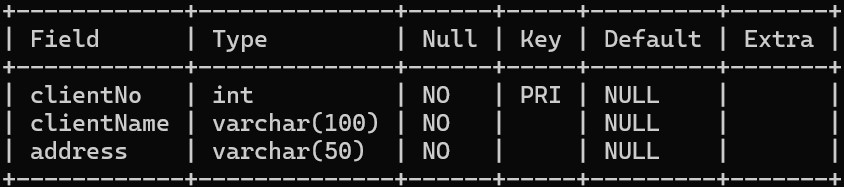 +------------+--------------+------+-----+---------+-------+
| Field      | Type         | Null | Key | Default | Extra |
+------------+--------------+------+-----+---------+-------+
| clientNo   | int          | NO   | PRI | NULL    |       |
| clientName | varchar(100) | NO   |     | NULL    |       |
| address    | varchar(50)  | NO   |     | NULL    |       |
+------------+--------------+------+-----+---------+-------+